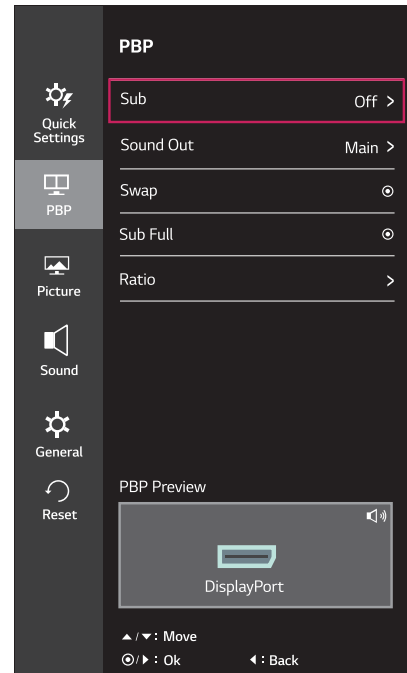 PBP
Quick
Settings
PBP
Picture
Sound
General
Reset
Sub Off >
Sound Out Main >
Swap
Sub Full
Ratio >
PBP Preview
DisplayPort
▲/▼: Move
◉/▶: Ok ◀: Back